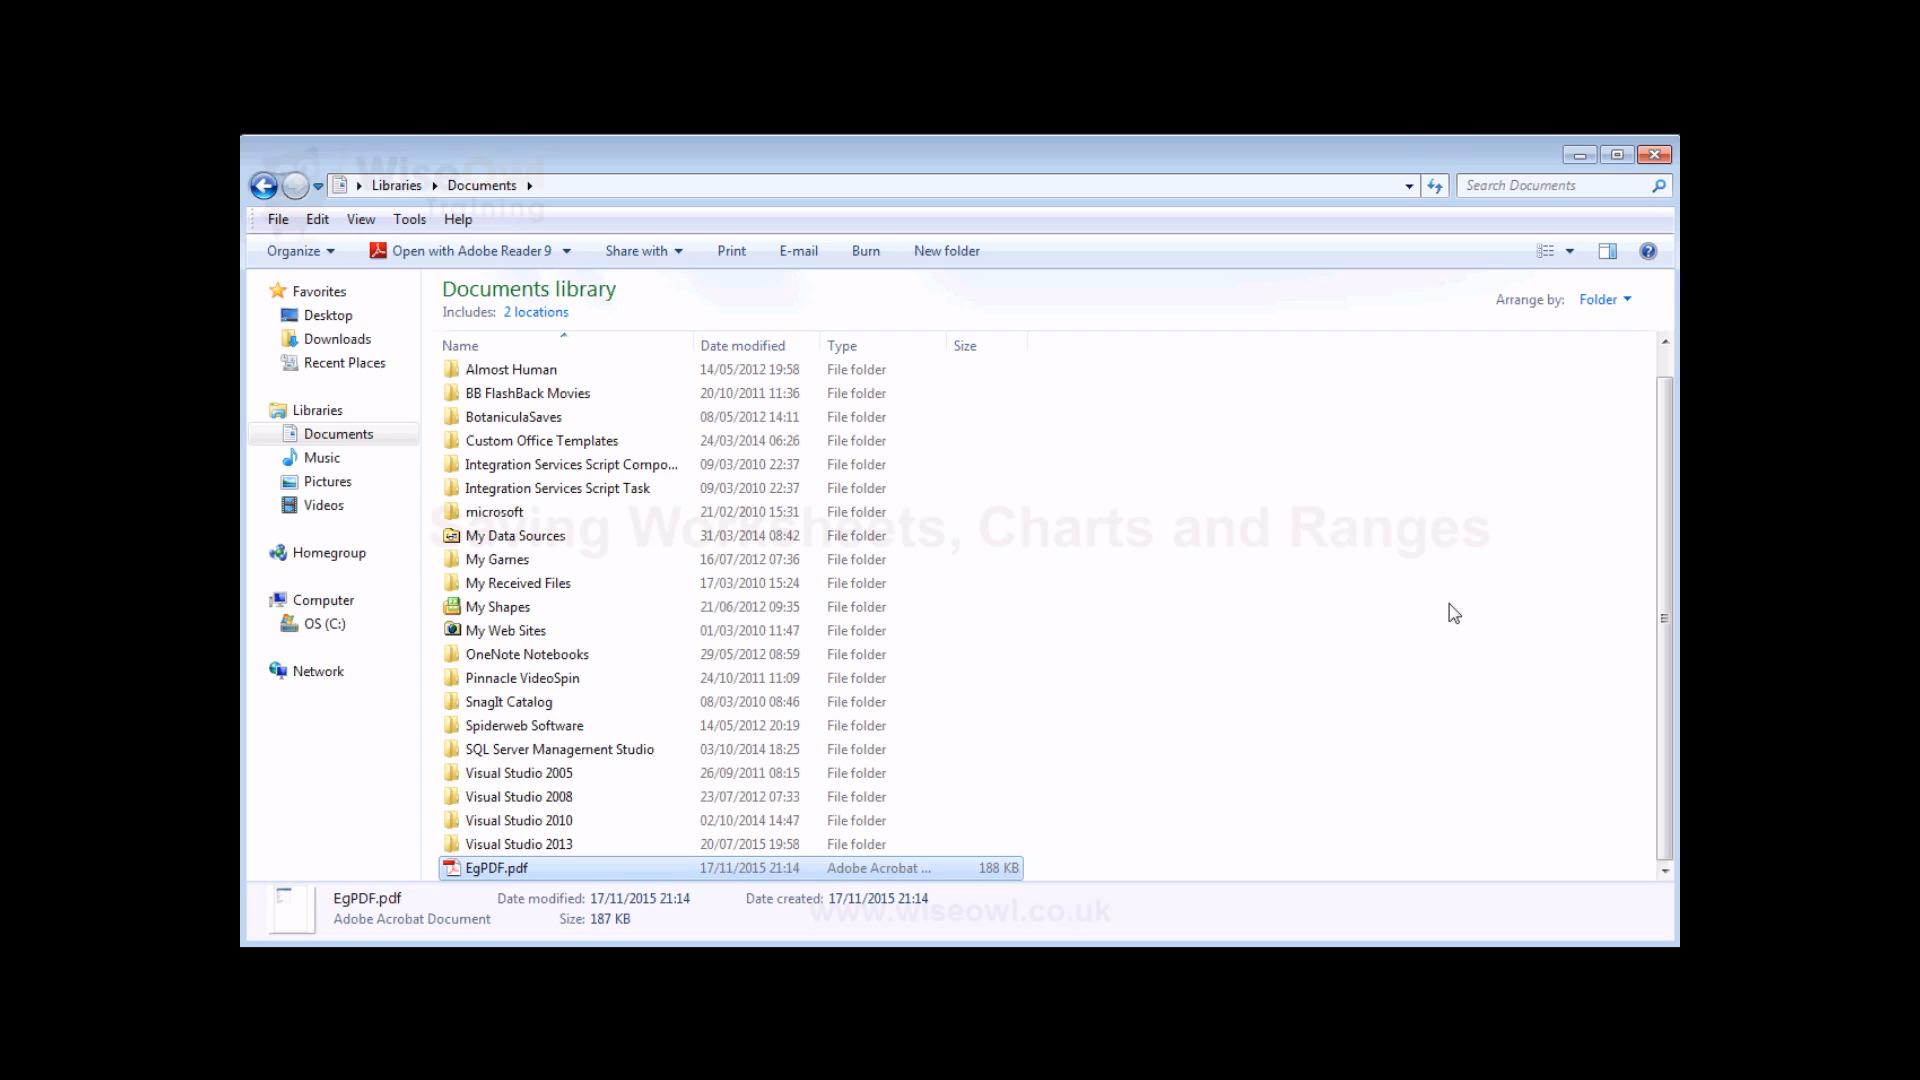 WiseOwl
Training
Libraries Documents
Search Documents
File Edit View Tools Help
Organize Open with Adobe Reader 9 Share with Print E-mail Burn New folder
Favorites
Desktop
Downloads
Recent Places
Libraries
Documents
Music
Pictures
Videos
Homegroup
Computer
OS (C:)
Network
Documents library
Includes: 2 locations
Arrange by: Folder
Name Date modified Type Size
Almost Human 14/05/2012 19:58 File folder
BB FlashBack Movies 20/10/2011 11:36 File folder
BotaniculaSaves 08/05/2012 14:11 File folder
Custom Office Templates 24/03/2014 06:26 File folder
Integration Services Script Compo... 09/03/2010 22:37 File folder
Integration Services Script Task 09/03/2010 22:37 File folder
microsoft 21/02/2010 15:31 File folder
Saving Worksheets, Charts and Ranges
My Data Sources 31/03/2014 08:42 File folder
My Games 16/07/2012 07:36 File folder
My Received Files 17/03/2010 15:24 File folder
My Shapes 21/06/2012 09:35 File folder
My Web Sites 01/03/2010 11:47 File folder
OneNote Notebooks 29/05/2012 08:59 File folder
Pinnacle VideoSpin 24/10/2011 11:09 File folder
SnagIt Catalog 08/03/2010 08:46 File folder
Spiderweb Software 14/05/2012 20:19 File folder
SQL Server Management Studio 03/10/2014 18:25 File folder
Visual Studio 2005 26/09/2011 08:15 File folder
Visual Studio 2008 23/07/2012 07:33 File folder
Visual Studio 2010 02/10/2014 14:47 File folder
Visual Studio 2013 20/07/2015 19:58 File folder
EgPDF.pdf 17/11/2015 21:14 Adobe Acrobat ... 188 KB
EgPDF.pdf Date modified: 17/11/2015 21:14 Date created: 17/11/2015 21:14
Adobe Acrobat Document Size: 187 KB
www.wiseowl.co.uk